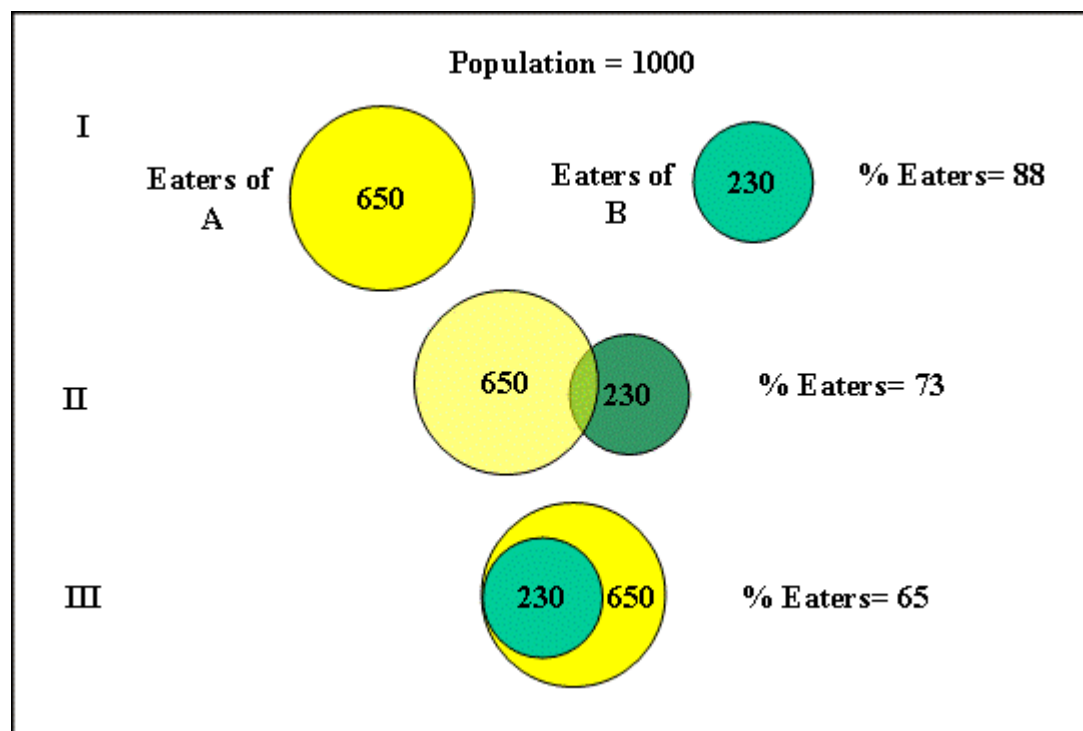 Population = 1000
I
Eaters of
A
650
Eaters of
B
230
% Eaters= 88
II
650
230
% Eaters= 73
III
230
650
% Eaters= 65